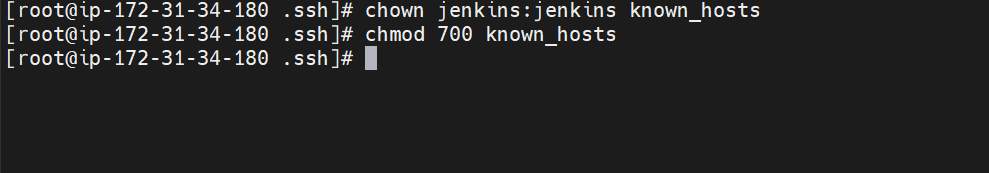 [root@ip-172-31-34-180 .ssh]# chown jenkins:jenkins known_hosts
[root@ip-172-31-34-180 .ssh]# chmod 700 known_hosts
[root@ip-172-31-34-180 .ssh]#